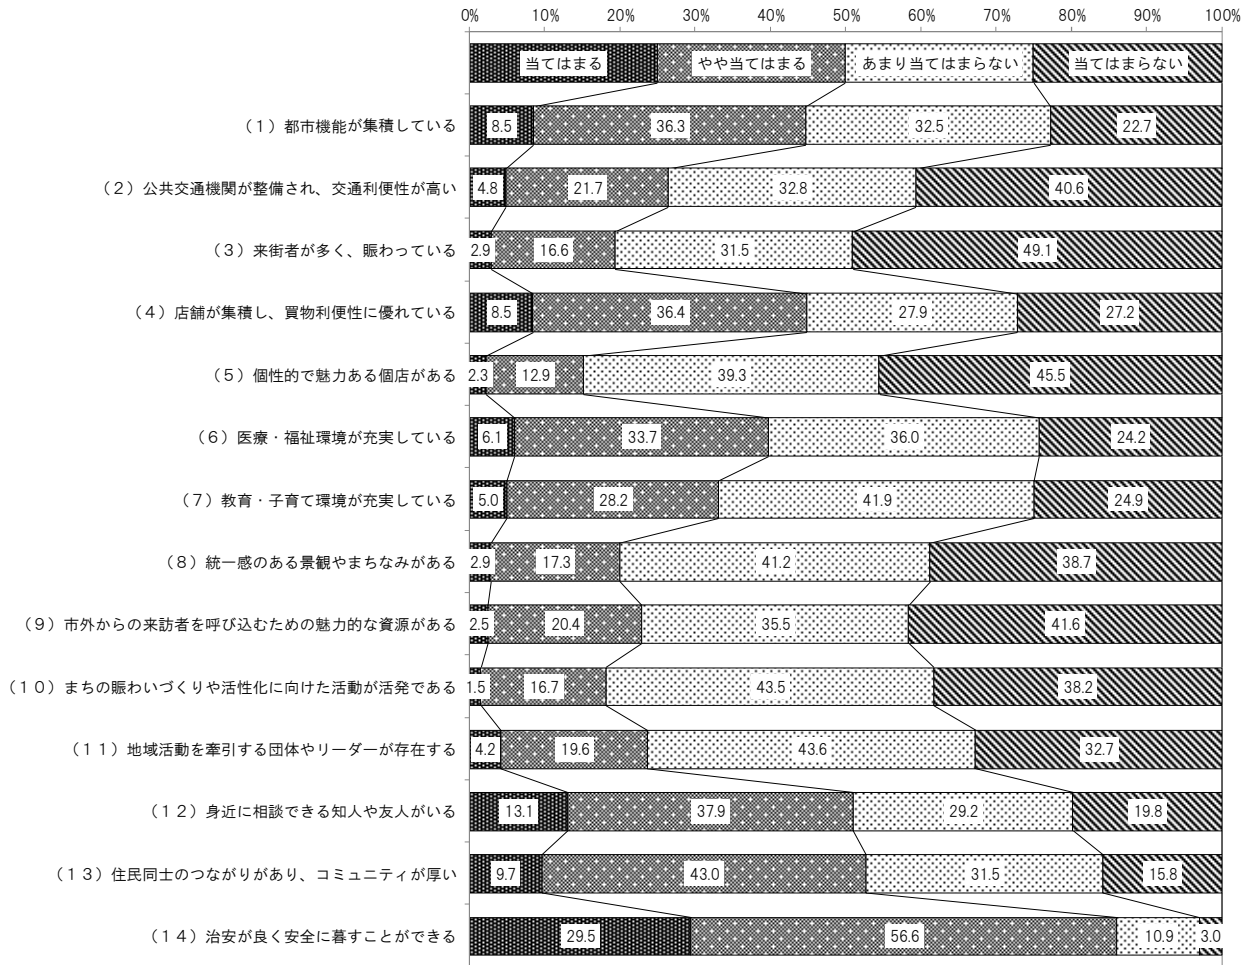 0% 10% 20% 30% 40% 50% 60% 70% 80% 90% 100%
当てはまる やや当てはまる あまり当てはまらない 当てはまらない
（１）都市機能が集積している 8.5 36.3 32.5 22.7
（２）公共交通機関が整備され、交通利便性が高い 4.8 21.7 32.8 40.6
（３）来街者が多く、賑わっている 2.9 16.6 31.5 49.1
（４）店舗が集積し、買物利便性に優れている 8.5 36.4 27.9 27.2
（５）個性的で魅力ある個店がある 2.3 12.9 39.3 45.5
（６）医療・福祉環境が充実している 6.1 33.7 36.0 24.2
（７）教育・子育て環境が充実している 5.0 28.2 41.9 24.9
（８）統一感のある景観やまちなみがある 2.9 17.3 41.2 38.7
（９）市外からの来訪者を呼び込むための魅力的な資源がある 2.5 20.4 35.5 41.6
（１０）まちの賑わいづくりや活性化に向けた活動が活発である 1.5 16.7 43.5 38.2
（１１）地域活動を牽引する団体やリーダーが存在する 4.2 19.6 43.6 32.7
（１２）身近に相談できる知人や友人がいる 13.1 37.9 29.2 19.8
（１３）住民同士のつながりがあり、コミュニティが厚い 9.7 43.0 31.5 15.8
（１４）治安が良く安全に暮すことができる 29.5 56.6 10.9 3.0